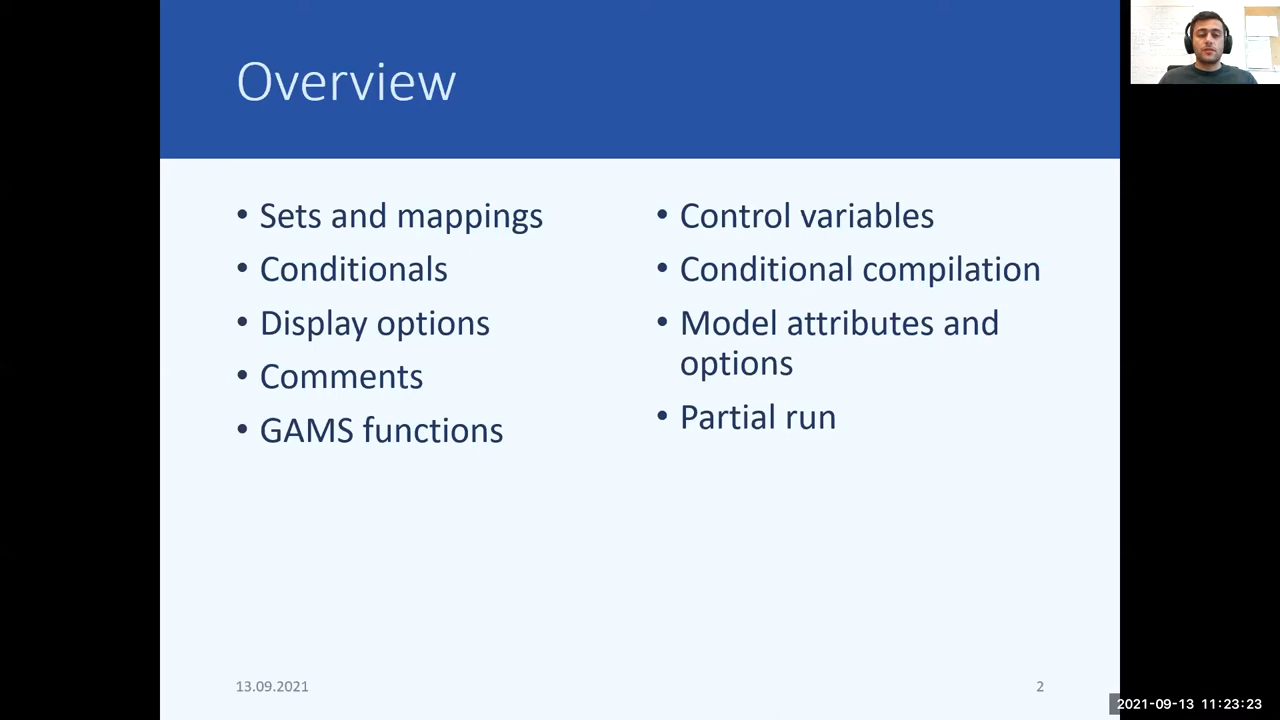 Overview
• Sets and mappings
• Conditionals
• Display options
• Comments
• GAMS functions
• Control variables
• Conditional compilation
• Model attributes and
options
• Partial run
13.09.2021
2
2021-09-13 11:23:23